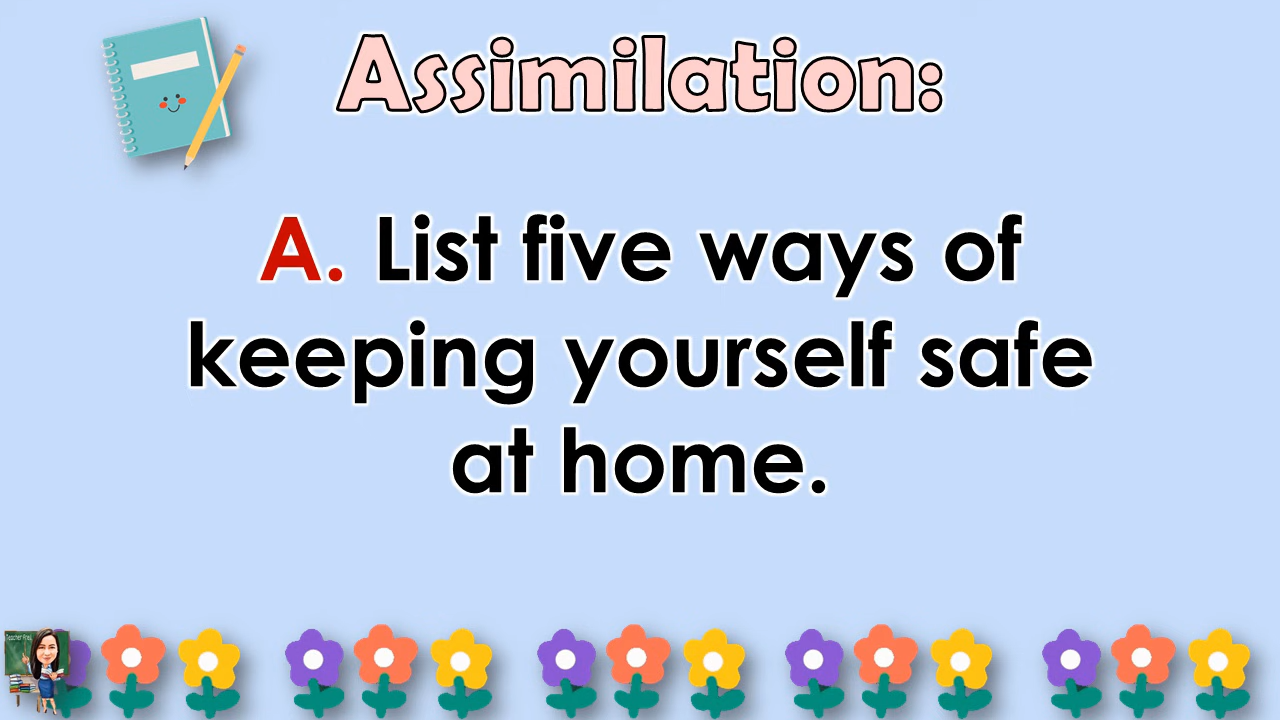 Assimilation:
A. List five ways of
keeping yourself safe
at home.